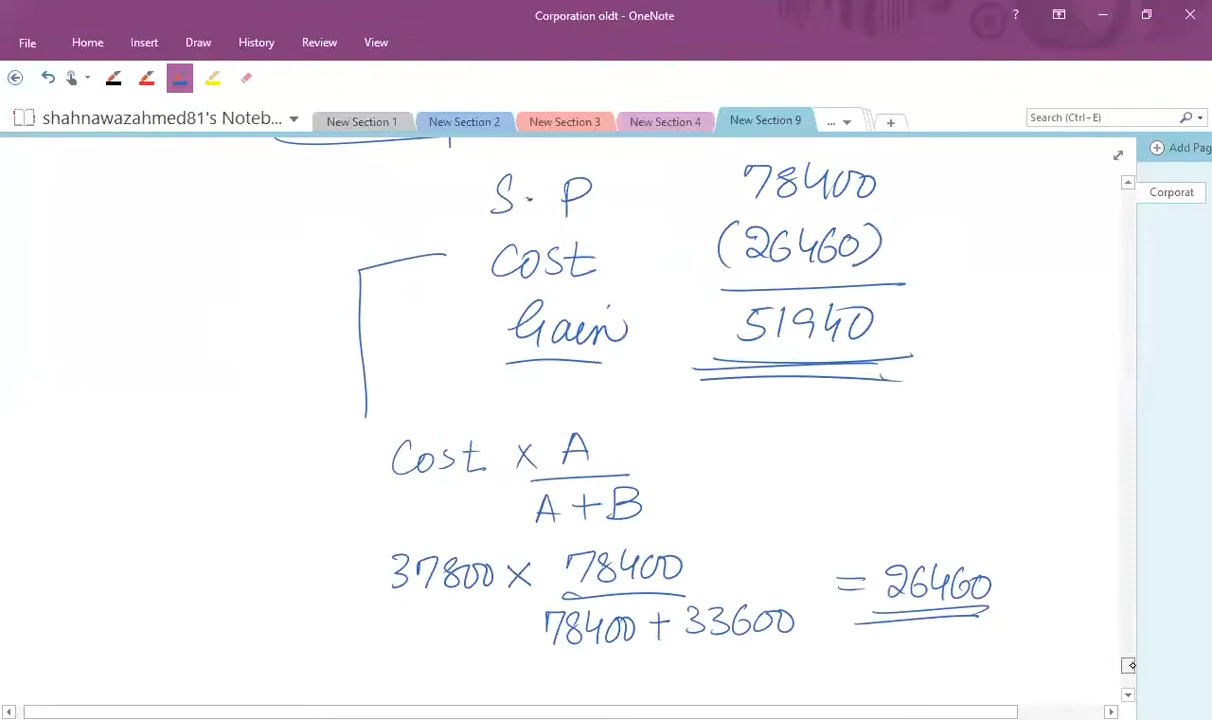 Corporation oldt - OneNote
?
File Home Insert Draw History Review View
shahnawazahmed81's Noteb... New Section 1 New Section 2 New Section 3 New Section 4 New Section 9 ... Search (Ctrl+E)
Add Pag
Corporat
S.P 78400
Cost (26460)
Gain 51940
Cost × A
A + B
37800 × 78400 = 26460
78400 + 33600